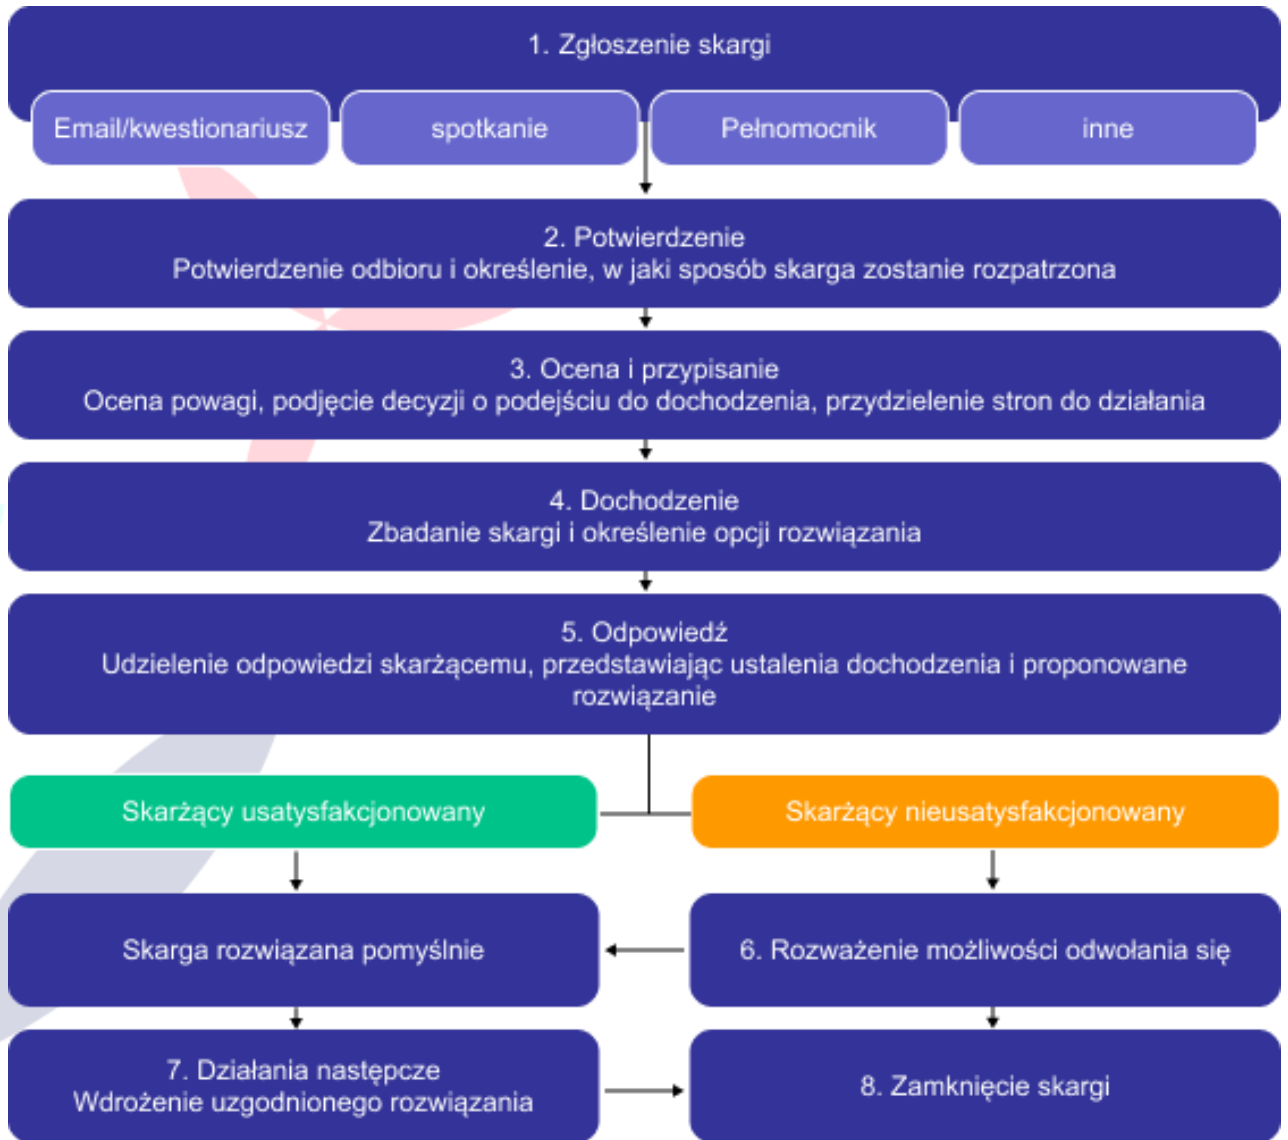 1. Zgłoszenie skargi
Email/kwestionariusz
spotkanie
Pełnomocnik
inne
2. Potwierdzenie
Potwierdzenie odbioru i określenie, w jaki sposób skarga zostanie rozpatrzona
3. Ocena i przypisanie
Ocena powagi, podjęcie decyzji o podejściu do dochodzenia, przydzielenie stron do działania
4. Dochodzenie
Zbadanie skargi i określenie opcji rozwiązania
5. Odpowiedź
Udzielenie odpowiedzi skarżącemu, przedstawiając ustalenia dochodzenia i proponowane
rozwiązanie
Skarżący usatysfakcjonowany
Skarżący nieusatysfakcjonowany
Skarga rozwiązana pomyślnie
6. Rozważenie możliwości odwołania się
7. Działania następcze
Wdrożenie uzgodnionego rozwiązania
8. Zamknięcie skargi